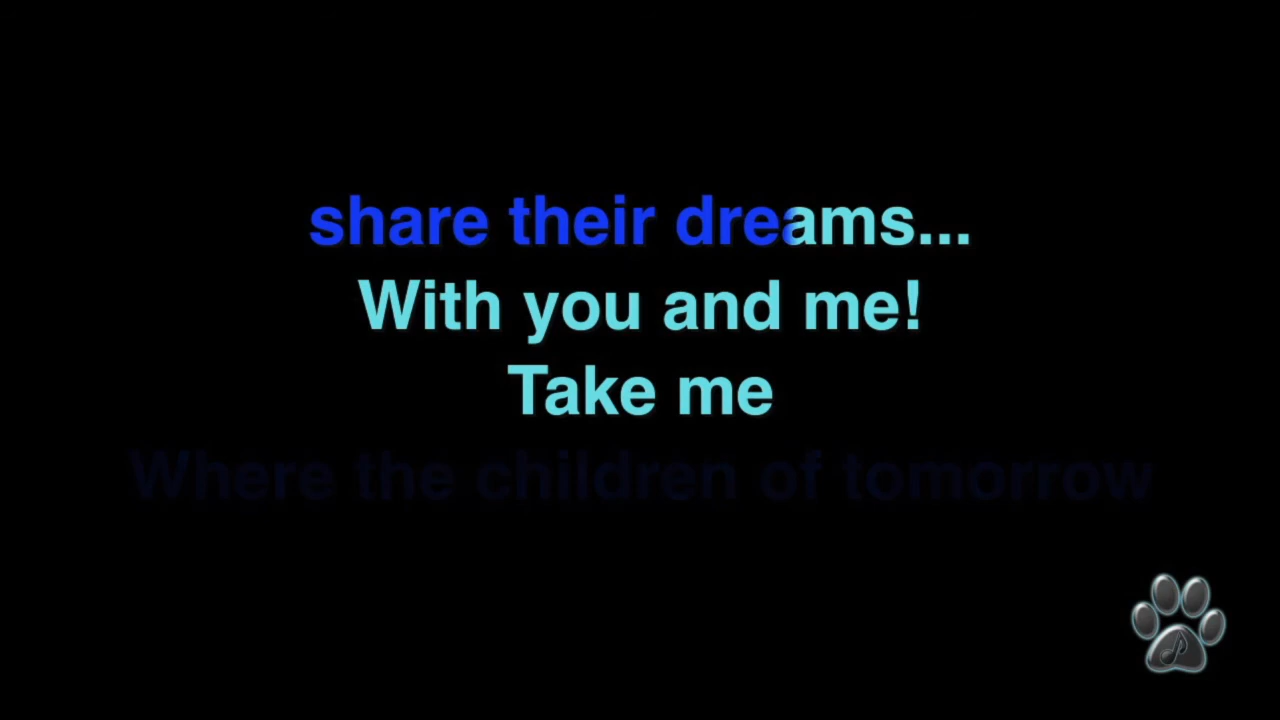 share their dreams...
With you and me!
Take me
Where the children of tomorrow